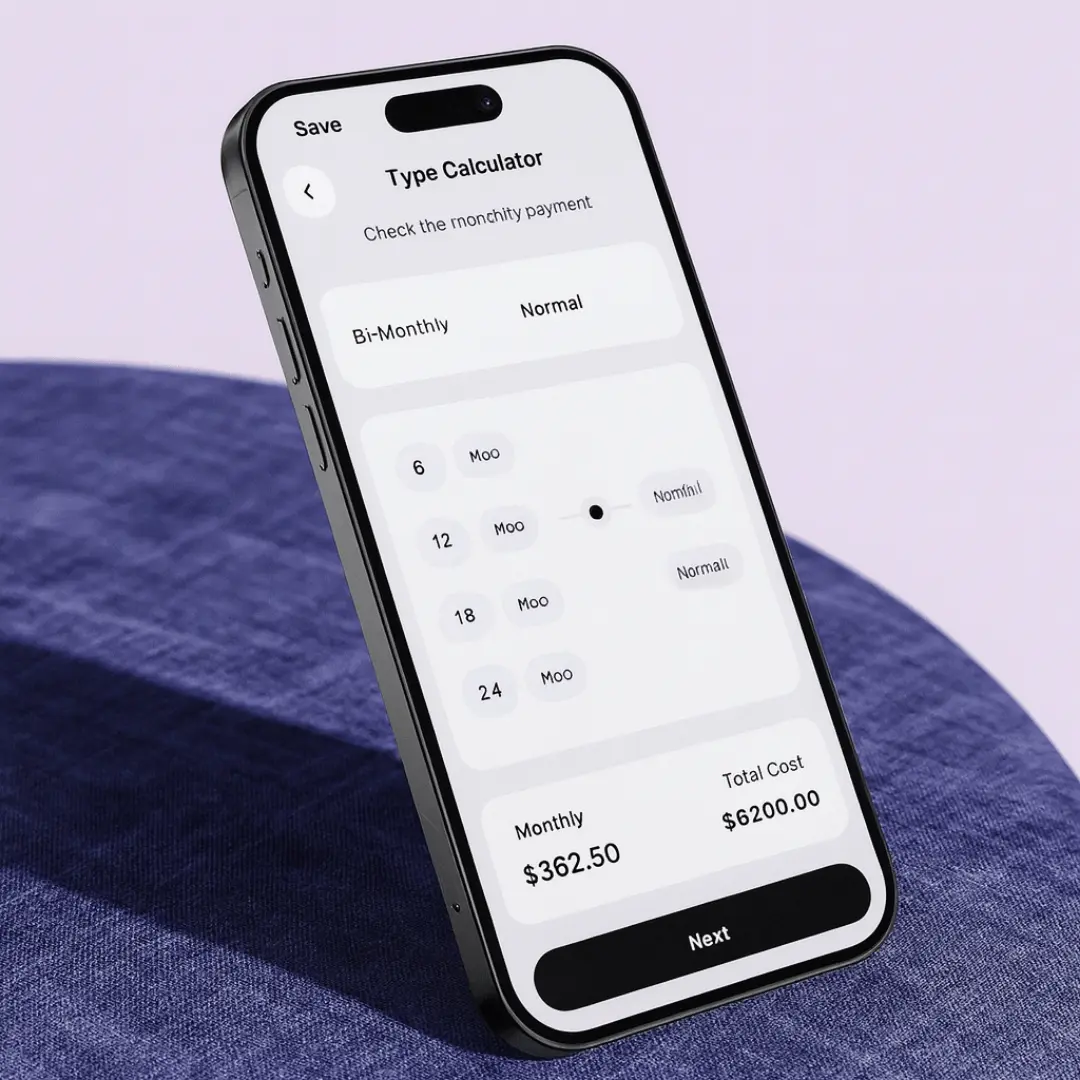 Save
Type Calculator
Check the rnonchity payment
Bi-Monthly Normal
6 Moo
12 Moo
Normall
18 Moo
24 Moo
Monthly Total Cost
$362.50 $6200.00
Next